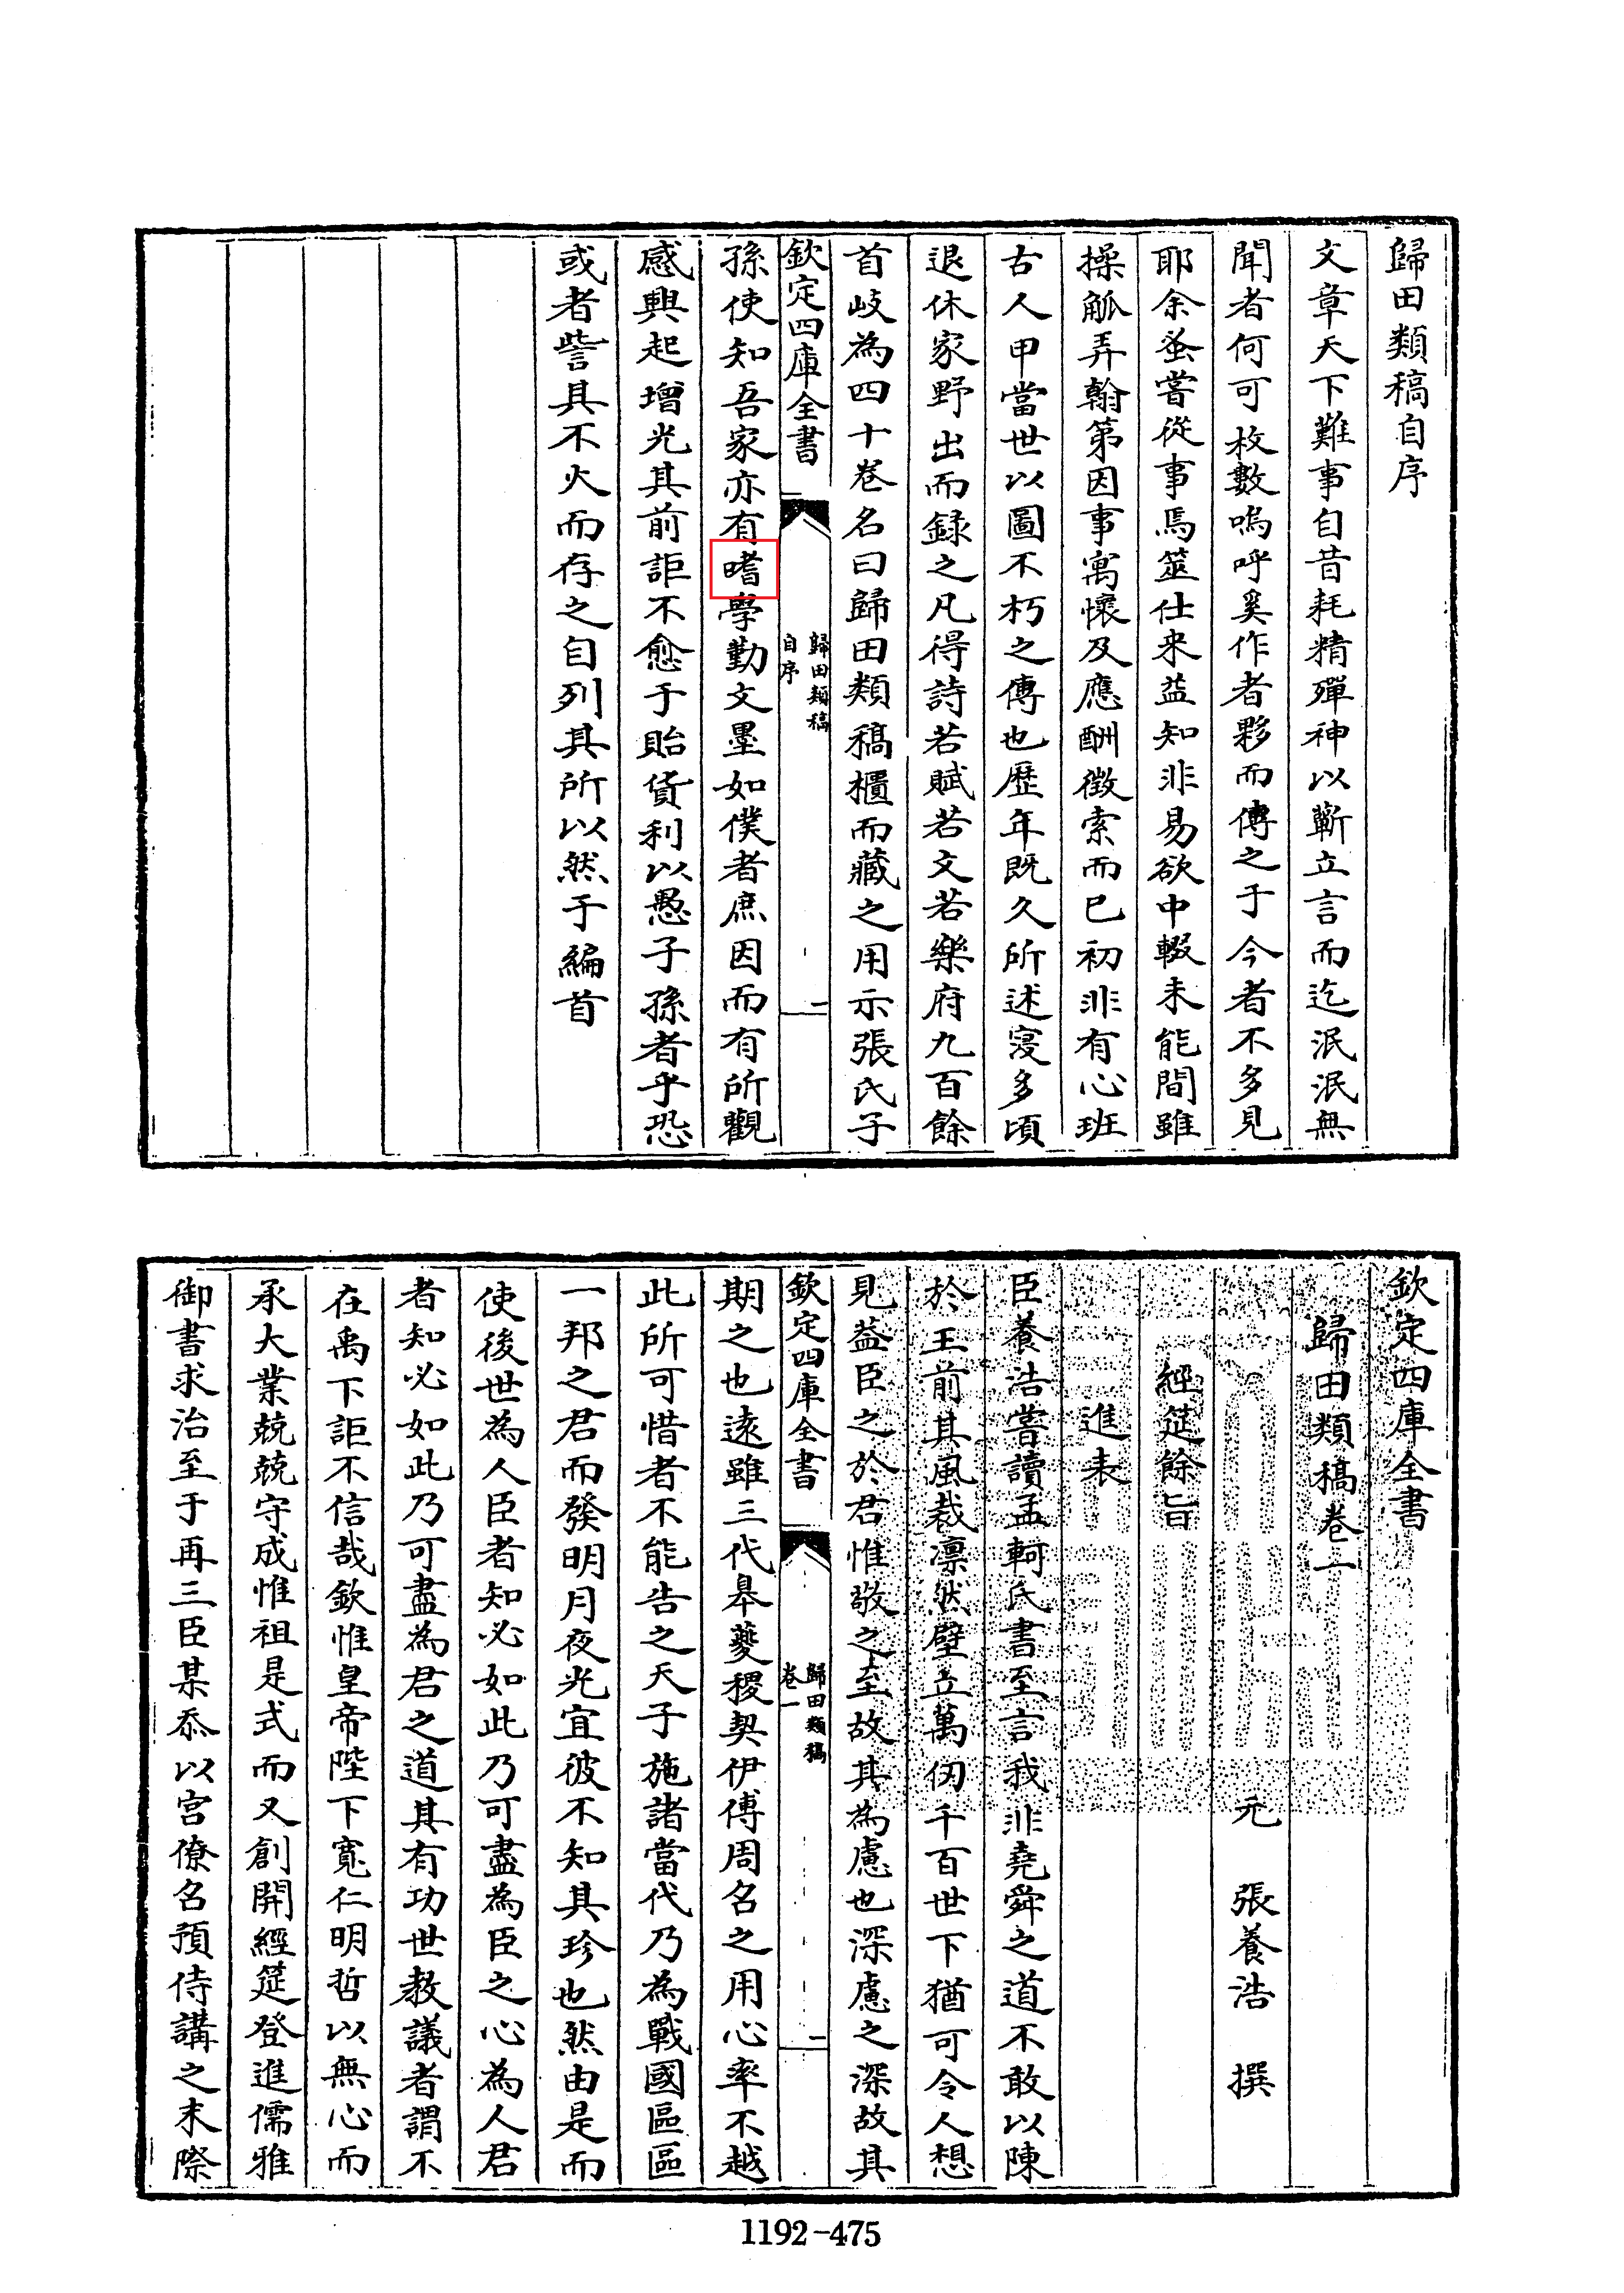 歸田類稿自序
文章天下難事自昔耗精殫神以蘄立言而迄泯泯無
聞者何可枚數嗚呼奚作者夥而傳之于今者不多見
耶余蚤嘗從事焉筮仕来益知非易欲中輟未能間雖
操觚弄翰第因事寓懷及應酬徵索而已初非有心班
古人甲當世以圖不朽之傳也歷年既久所述寖多頃
退休家野出而録之凡得詩若賦若文若樂府九百餘
首岐為四十卷名曰歸田類稿櫃而藏之用示張氏子
欽定四庫全書
歸田類稿
自序
一
孫使知吾家亦有嗜學勤文墨如僕者庶因而有所觀
感興起增光其前詎不愈于貽貨利以愚子孫者乎恐
或者訾其不火而存之自列其所以然于編首
欽定四庫全書
歸田類稿卷一
元 張養浩 撰
經筵餘旨
進表
臣養浩嘗讀孟軻氏書至言我非堯舜之道不敢以陳
於王前其風裁凛然壁立萬仞千百世下猶可令人想
見葢臣之於君惟敬之至故其為慮也深慮之深故其
欽定四庫全書
歸田類稿
卷一
一
期之也逺雖三代皋夔稷契伊傅周名之用心率不越
此所可惜者不能告之天子施諸當代乃為戰國區區
一邦之君而發明月夜光宜彼不知其珍也然由是而
使後世為人臣者知必如此乃可盡為臣之心為人君
者知必如此乃可盡為君之道其有功世教議者謂不
在禹下詎不信哉欽惟皇帝陛下寛仁明哲以無心而
承大業兢兢守成惟祖是式而又創開經筵登進儒雅
御書求治至于再三臣某忝以宫僚名預侍講之末際
1192-475